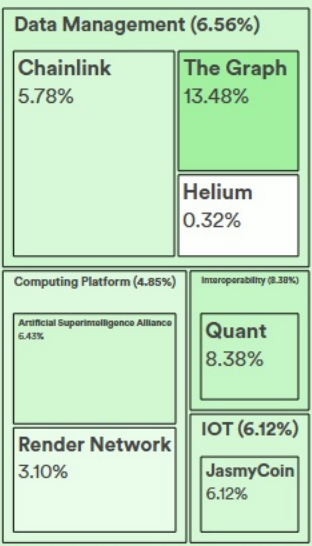 Data Management (6.56%)
Chainlink
5.78%
The Graph
13.48%
Helium
0.32%
Computing Platform (4.85%)
Artificial Superintelligence Alliance
6.43%
Render Network
3.10%
Interoperability (8.38%)
Quant
8.38%
IOT (6.12%)
JasmyCoin
6.12%